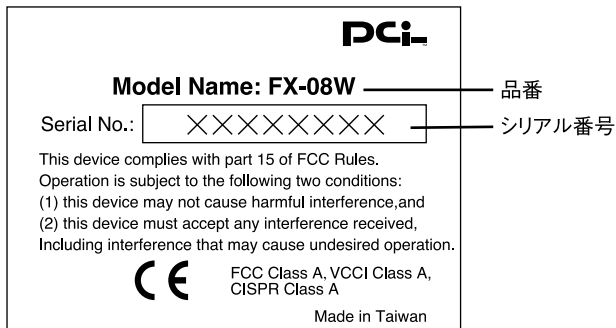 PCi
Model Name: FX-08W
品番
Serial No.: XXXXXXXX
シリアル番号
This device complies with part 15 of FCC Rules.
Operation is subject to the following two conditions:
(1) this device may not cause harmful interference,and
(2) this device must accept any interference received,
Including interference that may cause undesired operation.
CE
FCC Class A, VCCI Class A,
CISPR Class A
Made in Taiwan